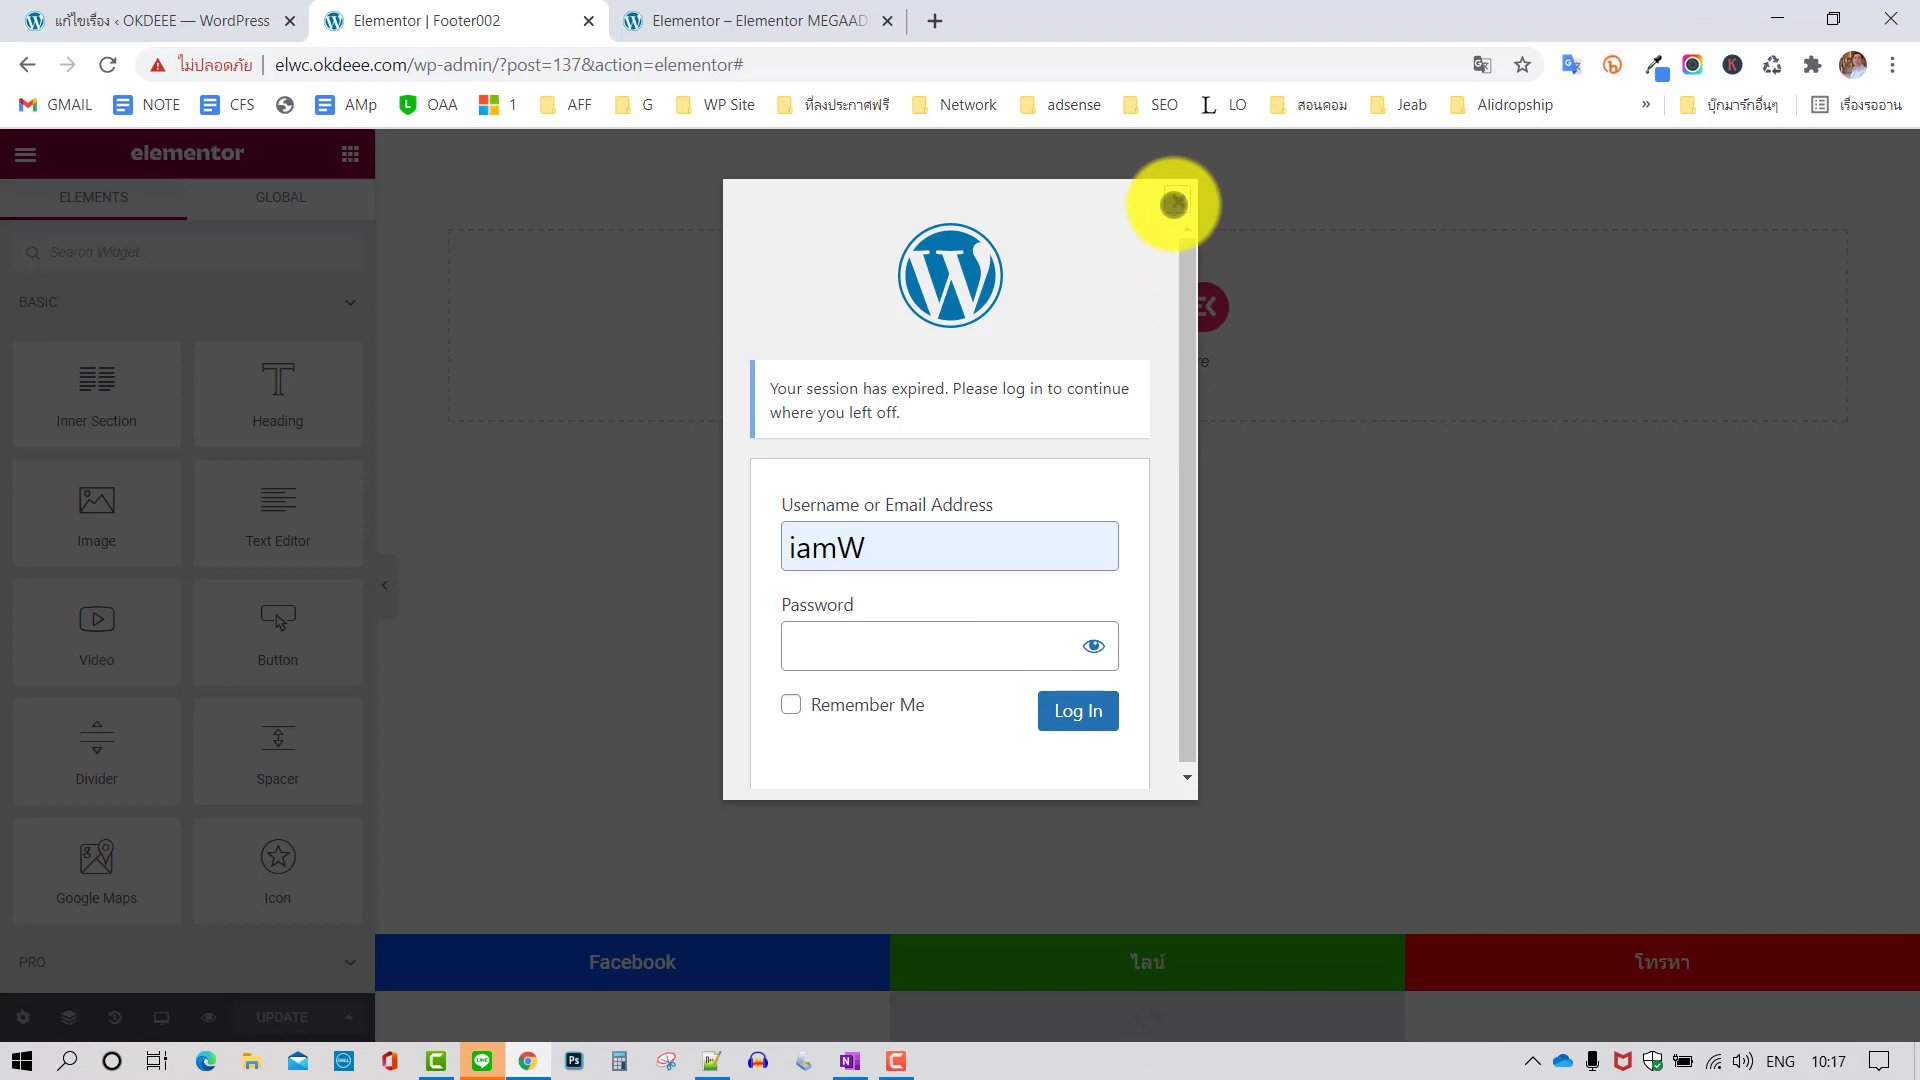 แก้ไขเรื่อง ‹ OKDEEE — WordPress
Elementor | Footer002
Elementor – Elementor MEGAAD
ไม่ปลอดภัย
elwc.okdeee.com/wp-admin/?post=137&action=elementor#
GMAIL
NOTE
CFS
AMp
OAA
1
AFF
G
WP Site
ที่ลงประกาศฟรี
Network
adsense
SEO
LO
สอนคอม
Jeab
Alidropship
»
บุ๊กมาร์กอื่นๆ
เรื่องรออ่าน
elementor
ELEMENTS
GLOBAL
Search Widget...
BASIC
Inner Section
Heading
Image
Text Editor
Video
Button
Divider
Spacer
Google Maps
Icon
PRO
UPDATE
Your session has expired. Please log in to continue
where you left off.
Username or Email Address
iamW
Password
Remember Me
Log In
re
Facebook
ไลน์
โทรหา
ENG
10:17